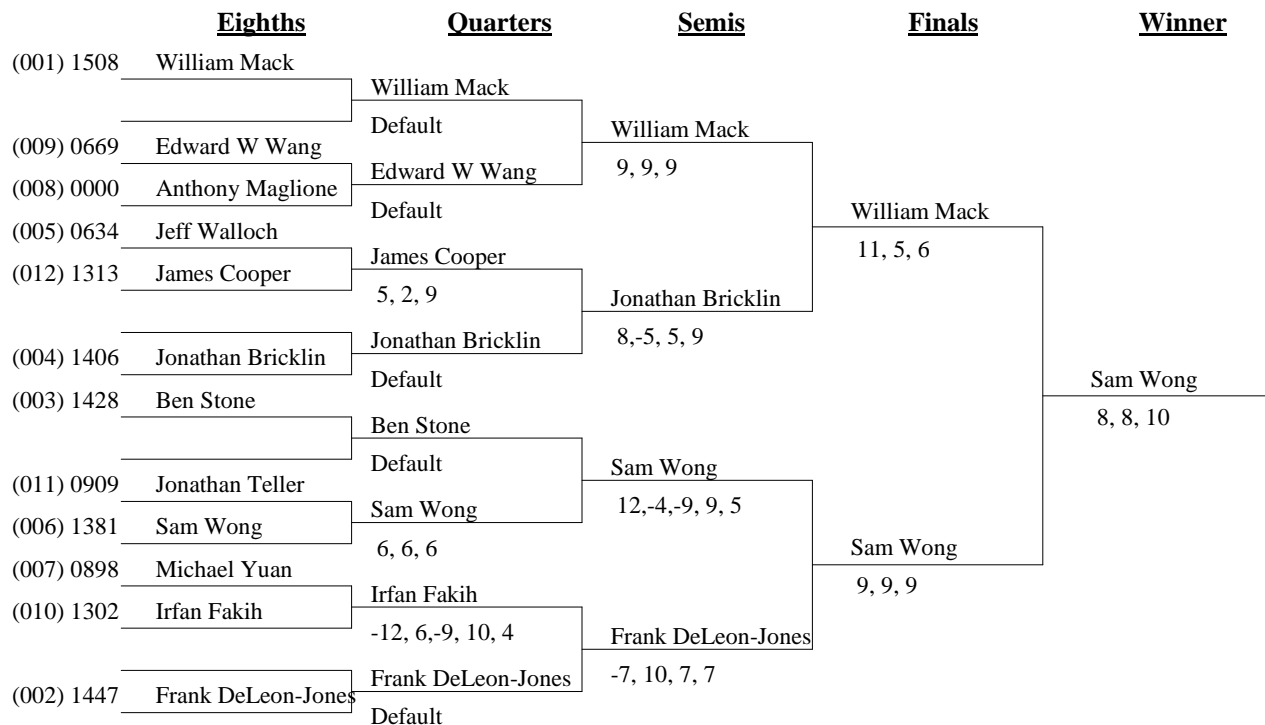 Eighths Quarters Semis Finals Winner
(001) 1508 William Mack
William Mack
Default
William Mack
(009) 0669 Edward W Wang
9, 9, 9
Edward W Wang
(008) 0000 Anthony Maglione
Default
William Mack
(005) 0634 Jeff Walloch
11, 5, 6
James Cooper
(012) 1313 James Cooper
5, 2, 9
Jonathan Bricklin
8,-5, 5, 9
Jonathan Bricklin
(004) 1406 Jonathan Bricklin
Default
Sam Wong
(003) 1428 Ben Stone
8, 8, 10
Ben Stone
Default
Sam Wong
(011) 0909 Jonathan Teller
12,-4,-9, 9, 5
Sam Wong
(006) 1381 Sam Wong
6, 6, 6
Sam Wong
(007) 0898 Michael Yuan
9, 9, 9
Irfan Fakih
(010) 1302 Irfan Fakih
-12, 6,-9, 10, 4
Frank DeLeon-Jones
-7, 10, 7, 7
Frank DeLeon-Jones
(002) 1447 Frank DeLeon-Jones
Default